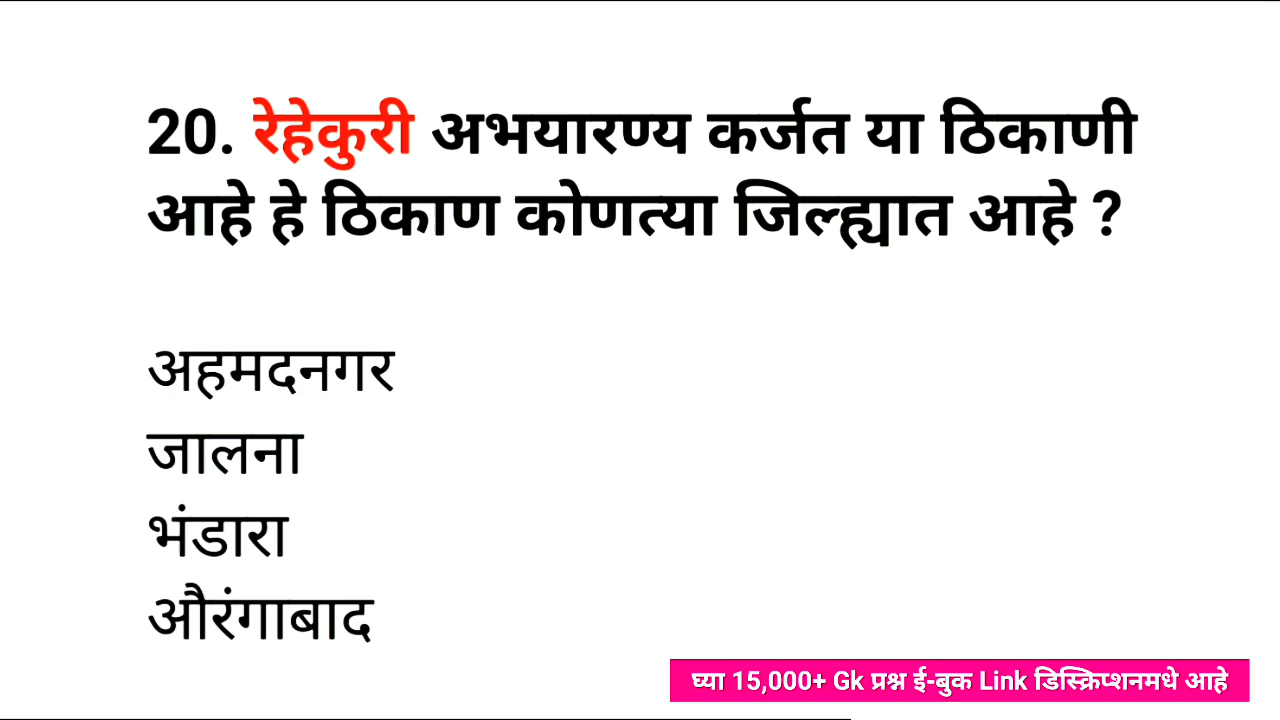 20. रेहेकुरी अभयारण्य कर्जत या ठिकाणी
आहे हे ठिकाण कोणत्या जिल्ह्यात आहे ?
अहमदनगर
जालना
भंडारा
औरंगाबाद
घ्या 15,000+ Gk प्रश्न ई-बुक Link डिस्क्रिप्शनमधे आहे